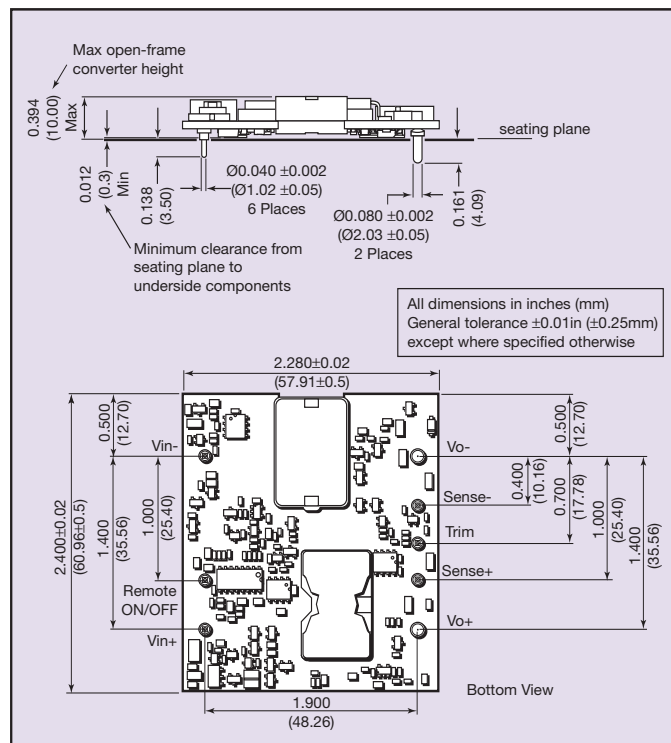 Max open-frame
converter height
0.394
(10.00)
Max
seating plane
0.012
(0.3)
Min
0.138
(3.50)
Ø0.040 ±0.002
(Ø1.02 ±0.05)
6 Places
Ø0.080 ±0.002
(Ø2.03 ±0.05)
2 Places
0.161
(4.09)
Minimum clearance from
seating plane to
underside components
All dimensions in inches (mm)
General tolerance ±0.01in (±0.25mm)
except where specified otherwise
2.280±0.02
(57.91±0.5)
0.500
(12.70)
0.500
(12.70)
Vin-
Vo-
2.400±0.02
(60.96±0.5)
1.400
(35.56)
1.000
(25.40)
0.400
(10.16)
0.700
(17.78)
1.000
(25.40)
1.400
(35.56)
Sense-
Trim
Sense+
Remote
ON/OFF
Vin+
Vo+
Bottom View
1.900
(48.26)